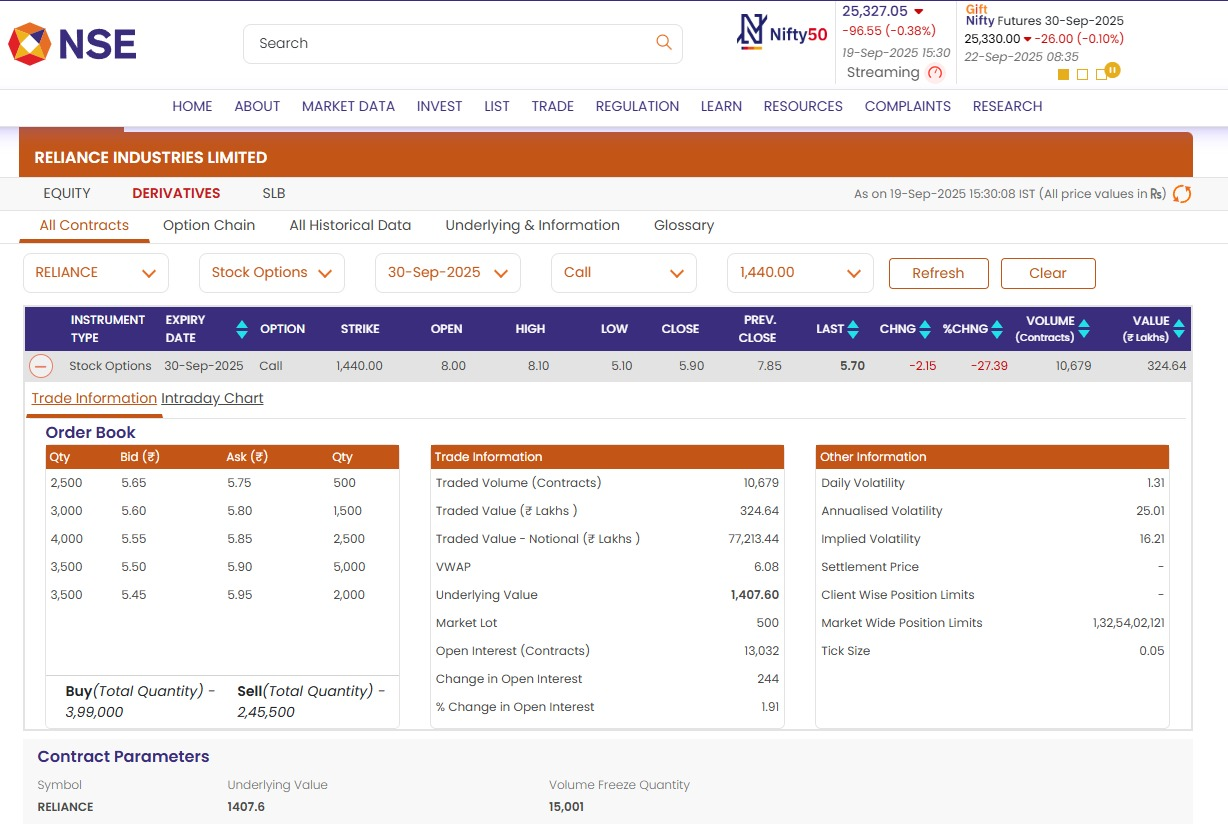 NSE
Search
Nifty50
25,327.05
-96.55 (-0.38%)
19-Sep-2025 15:30
Streaming
Gift
Nifty Futures 30-Sep-2025
25,330.00 -26.00 (-0.10%)
22-Sep-2025 08:35
HOME ABOUT MARKET DATA INVEST LIST TRADE REGULATION LEARN RESOURCES COMPLAINTS RESEARCH
RELIANCE INDUSTRIES LIMITED
EQUITY DERIVATIVES SLB As on 19-Sep-2025 15:30:08 IST (All price values in ₨)
All Contracts Option Chain All Historical Data Underlying & Information Glossary
RELIANCE Stock Options 30-Sep-2025 Call 1,440.00 Refresh Clear
INSTRUMENT TYPE EXPIRY DATE OPTION STRIKE OPEN HIGH LOW CLOSE PREV. CLOSE LAST CHNG %CHNG VOLUME (Contracts) VALUE (₹ Lakhs)
Stock Options 30-Sep-2025 Call 1,440.00 8.00 8.10 5.10 5.90 7.85 5.70 -2.15 -27.39 10,679 324.64
Trade Information Intraday Chart
Order Book
Qty Bid (₹) Ask (₹) Qty
2,500 5.65 5.75 500
3,000 5.60 5.80 1,500
4,000 5.55 5.85 2,500
3,500 5.50 5.90 5,000
3,500 5.45 5.95 2,000
Buy(Total Quantity) - 3,99,000
Sell(Total Quantity) - 2,45,500
Trade Information
Traded Volume (Contracts) 10,679
Traded Value (₹ Lakhs ) 324.64
Traded Value - Notional (₹ Lakhs ) 77,213.44
VWAP 6.08
Underlying Value 1,407.60
Market Lot 500
Open Interest (Contracts) 13,032
Change in Open Interest 244
% Change in Open Interest 1.91
Other Information
Daily Volatility 1.31
Annualised Volatility 25.01
Implied Volatility 16.21
Settlement Price -
Client Wise Position Limits -
Market Wide Position Limits 1,32,54,02,121
Tick Size 0.05
Contract Parameters
Symbol Underlying Value Volume Freeze Quantity
RELIANCE 1407.6 15,001